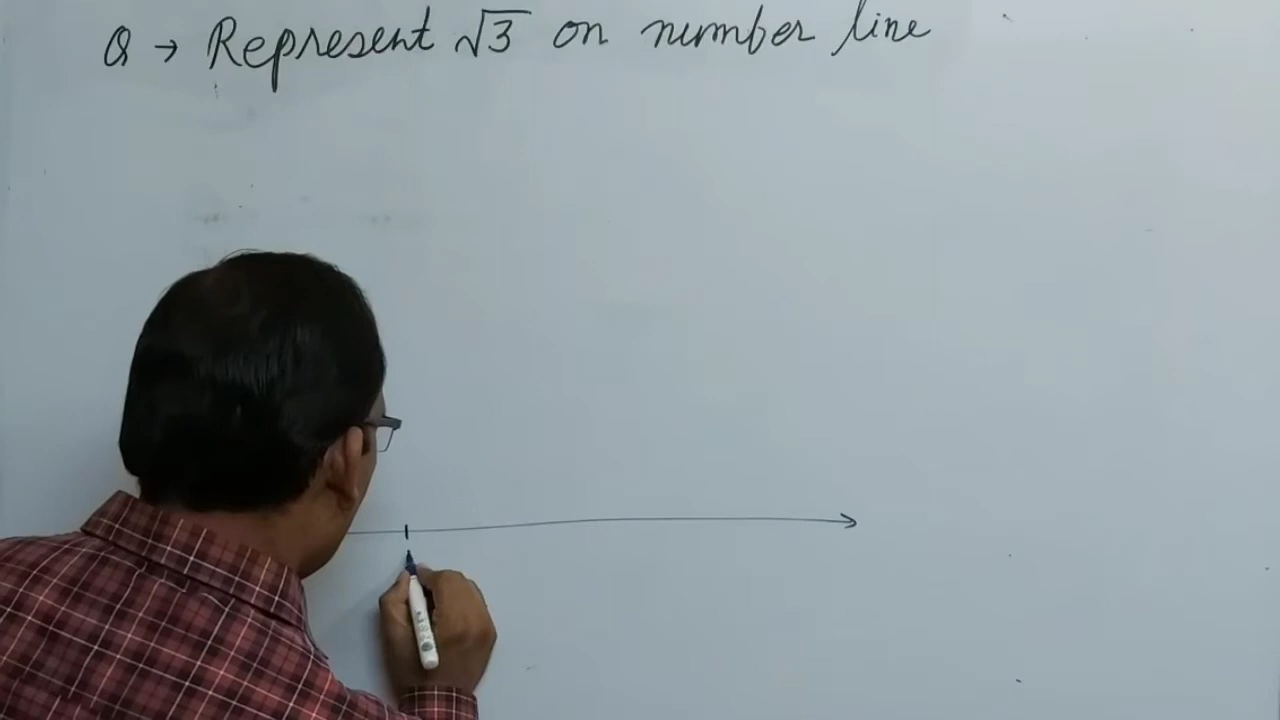 Q → Represent √3 on number line